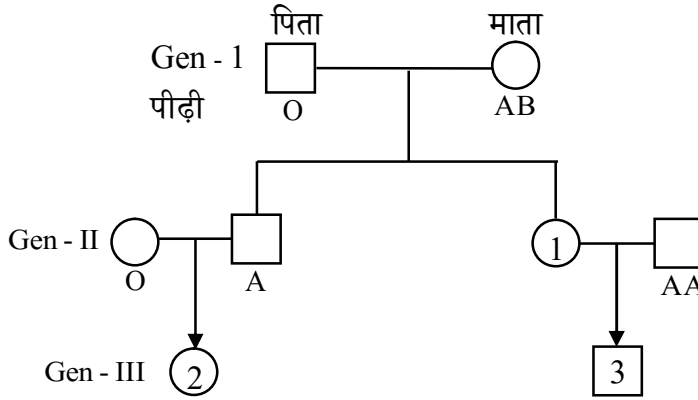 पिता माता
Gen - 1
पीढ़ी
O AB
Gen - II 1
O A AA
Gen - III 2 3